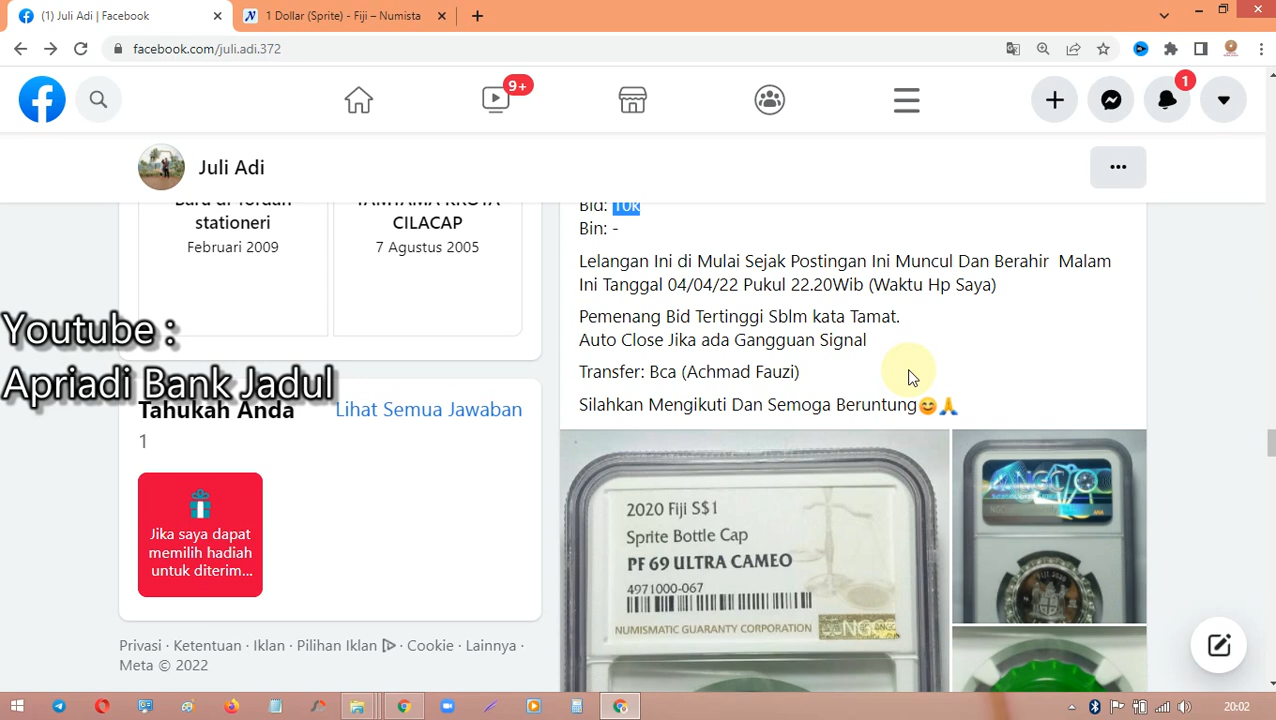 (1) Juli Adi | Facebook
1 Dollar (Sprite) - Fiji – Numista
facebook.com/juli.adi.372
9+
1
Juli Adi
stationeri
Februari 2009
CILACAP
7 Agustus 2005
Bid: 10k
Bin: -
Lelangan Ini di Mulai Sejak Postingan Ini Muncul Dan Berahir Malam
Ini Tanggal 04/04/22 Pukul 22.20Wib (Waktu Hp Saya)
Pemenang Bid Tertinggi Sblm kata Tamat.
Auto Close Jika ada Gangguan Signal
Transfer: Bca (Achmad Fauzi)
Silahkan Mengikuti Dan Semoga Beruntung😊🙏
Youtube :
Apriadi Bank Jadul
Tahukah Anda
Lihat Semua Jawaban
1
Jika saya dapat
memilih hadiah
untuk diterim...
Privasi · Ketentuan · Iklan · Pilihan Iklan · Cookie · Lainnya ·
Meta © 2022
2020 Fiji S$1
Sprite Bottle Cap
PF 69 ULTRA CAMEO
4971000-067
NUMISMATIC GUARANTY CORPORATION
NGC
20:02